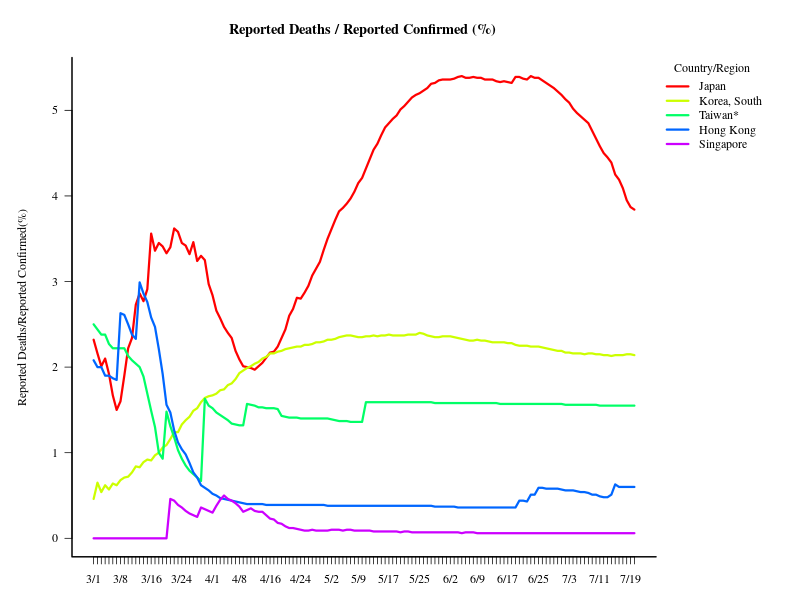 Reported Deaths / Reported Confirmed (%)
Country/Region
Japan
Korea, South
Taiwan*
Hong Kong
Singapore
Reported Deaths/Reported Confirmed(%)
5
4
3
2
1
0
3/1 3/8 3/16 3/24 4/1 4/8 4/16 4/24 5/2 5/9 5/17 5/25 6/2 6/9 6/17 6/25 7/3 7/11 7/19